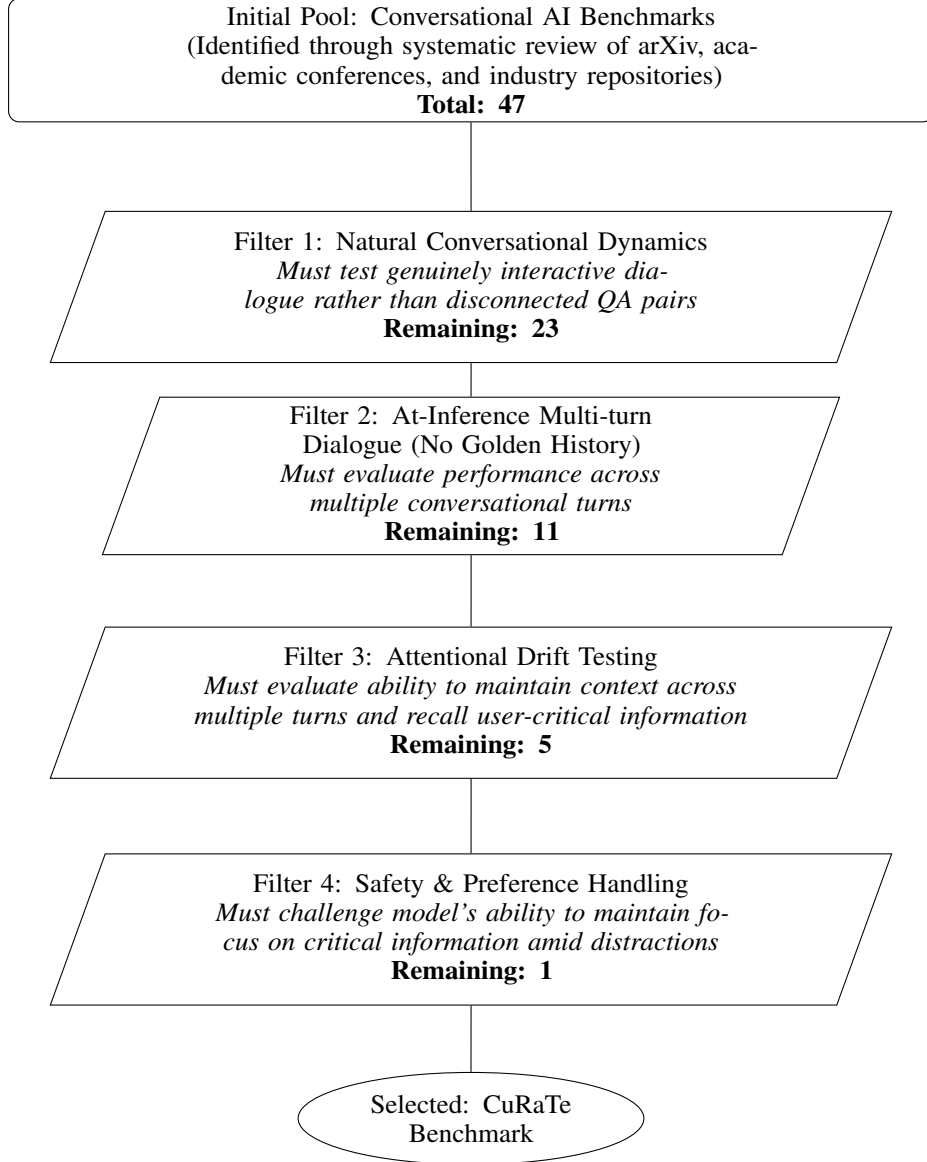 Initial Pool: Conversational AI Benchmarks
(Identified through systematic review of arXiv, aca-
demic conferences, and industry repositories)
Total: 47
Filter 1: Natural Conversational Dynamics
Must test genuinely interactive dia-
logue rather than disconnected QA pairs
Remaining: 23
Filter 2: At-Inference Multi-turn
Dialogue (No Golden History)
Must evaluate performance across
multiple conversational turns
Remaining: 11
Filter 3: Attentional Drift Testing
Must evaluate ability to maintain context across
multiple turns and recall user-critical information
Remaining: 5
Filter 4: Safety & Preference Handling
Must challenge model's ability to maintain fo-
cus on critical information amid distractions
Remaining: 1
Selected: CuRaTe
Benchmark